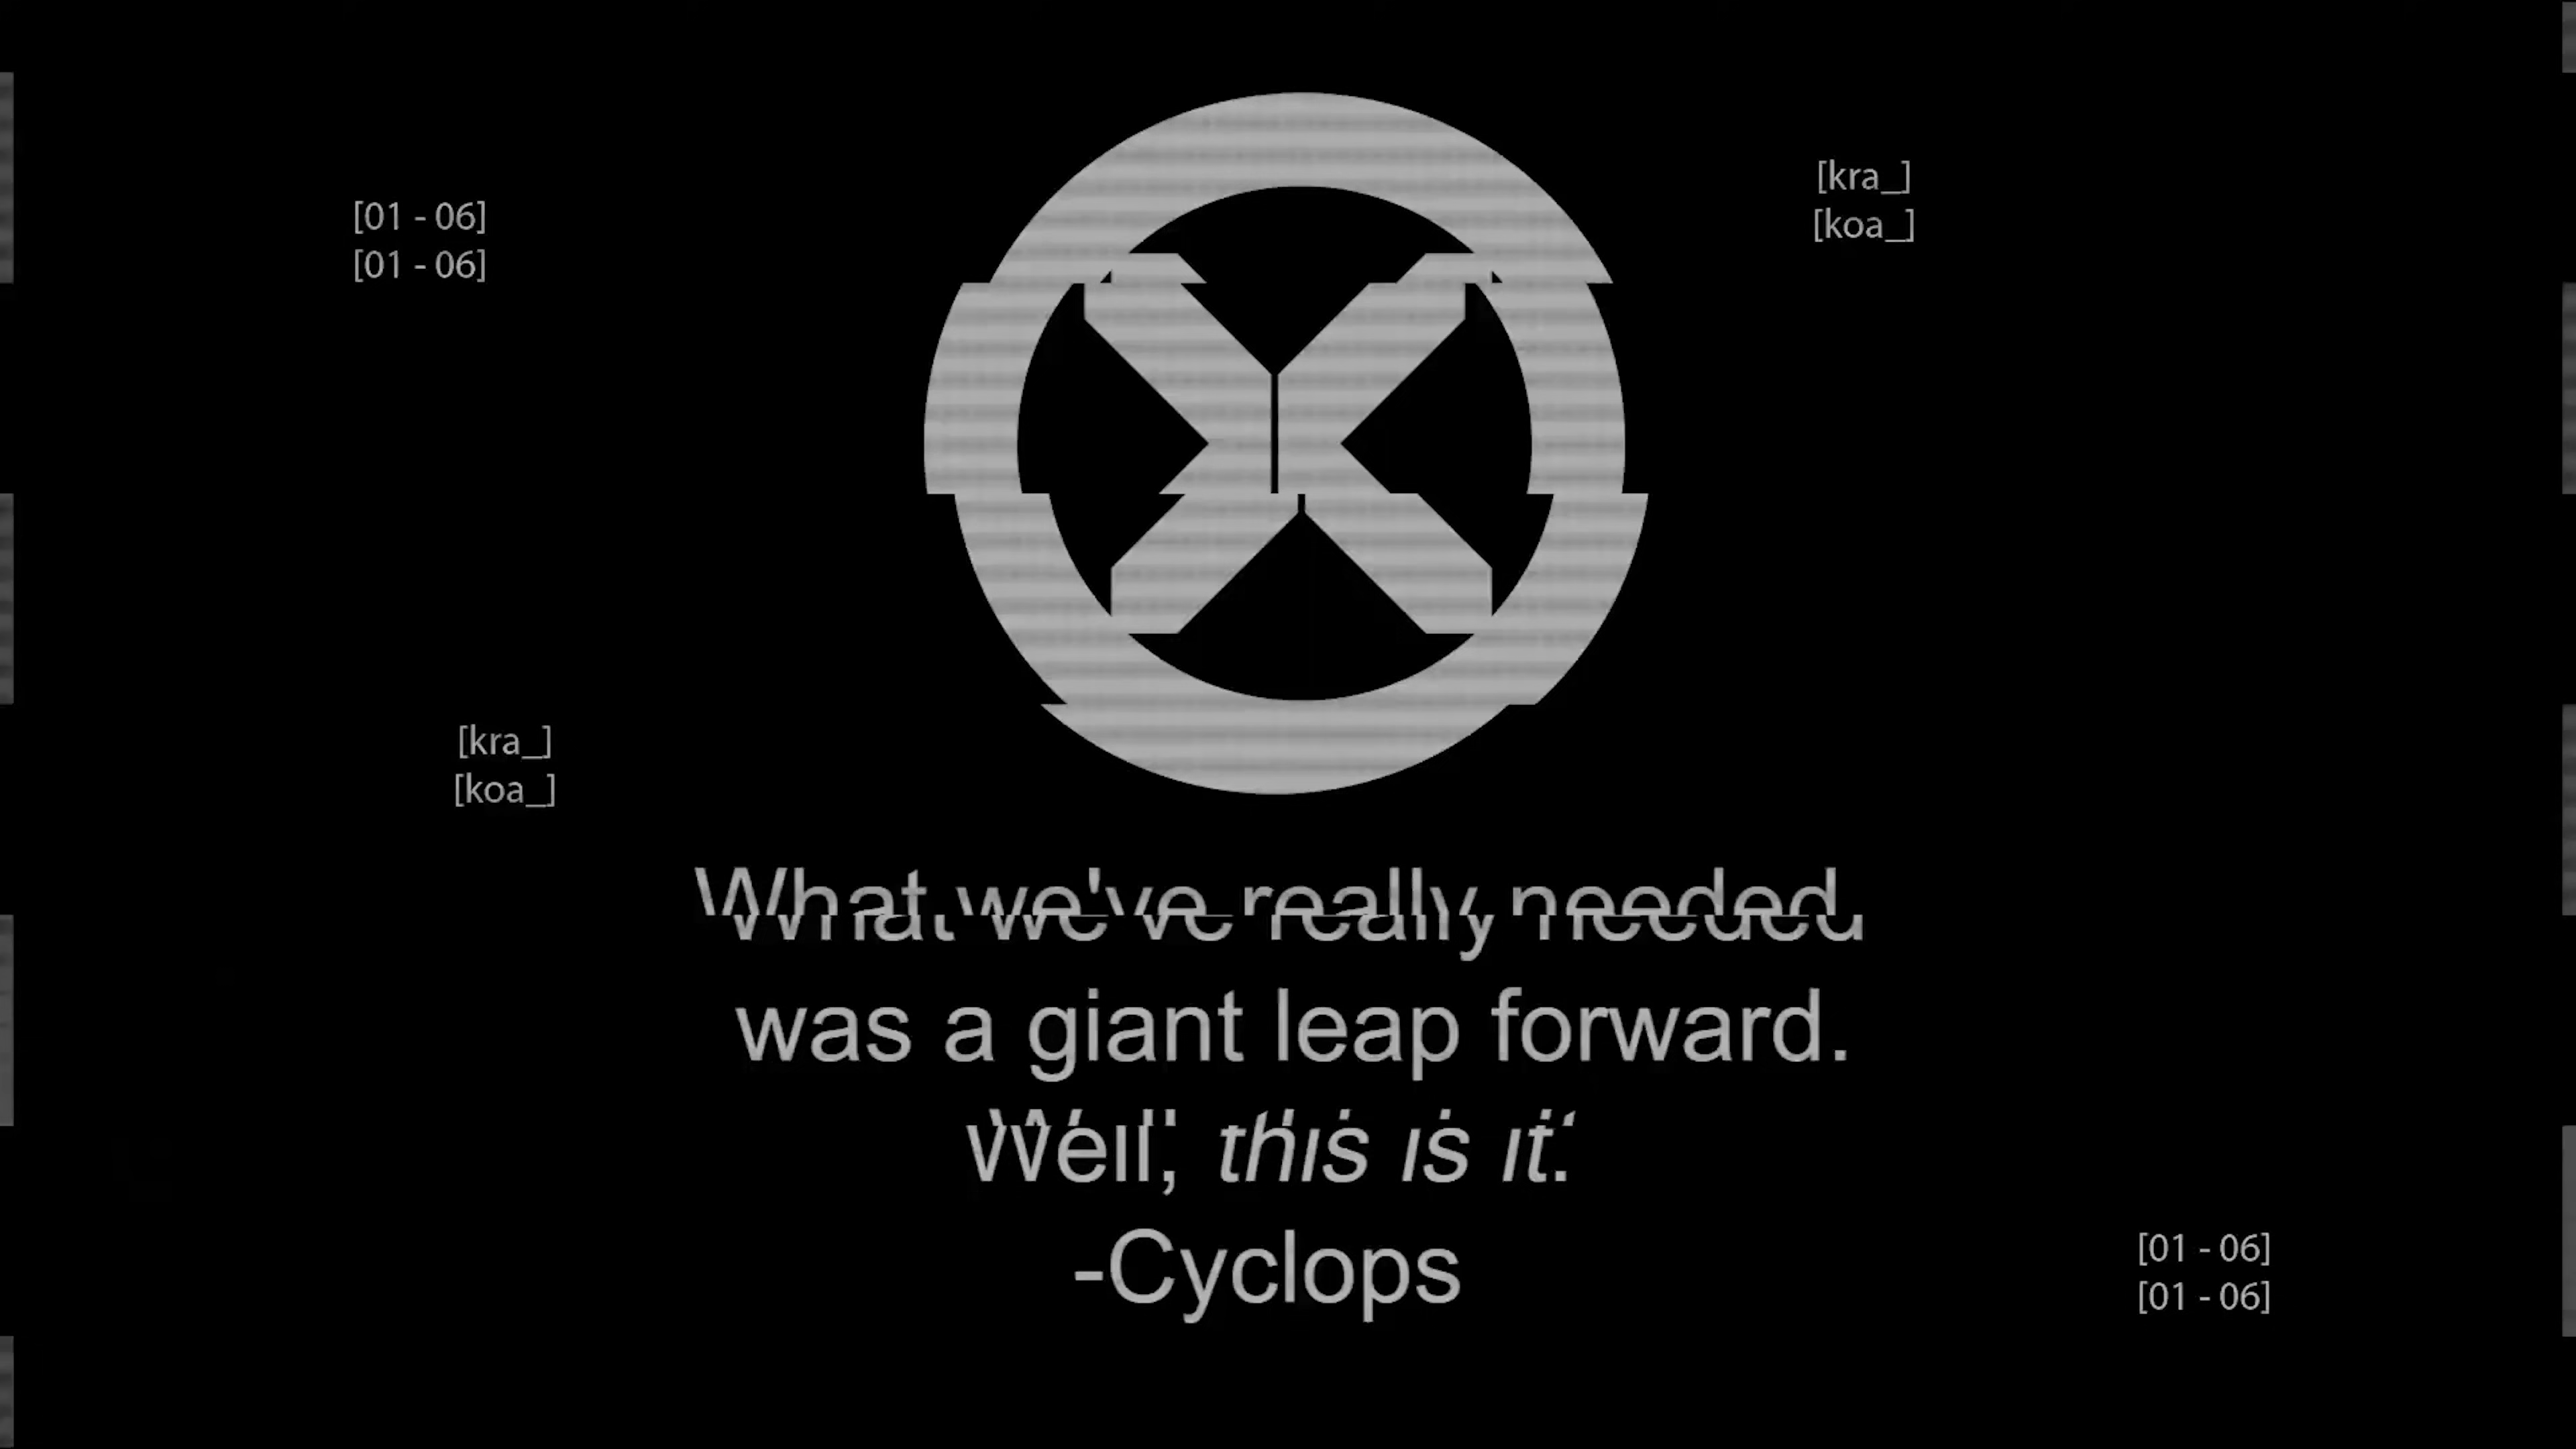 [kra_]
[koa_]
[01 - 06]
[01 - 06]
[kra_]
[koa_]
What we've really needed
was a giant leap forward.
Well, this is it.
-Cyclops
[01 - 06]
[01 - 06]